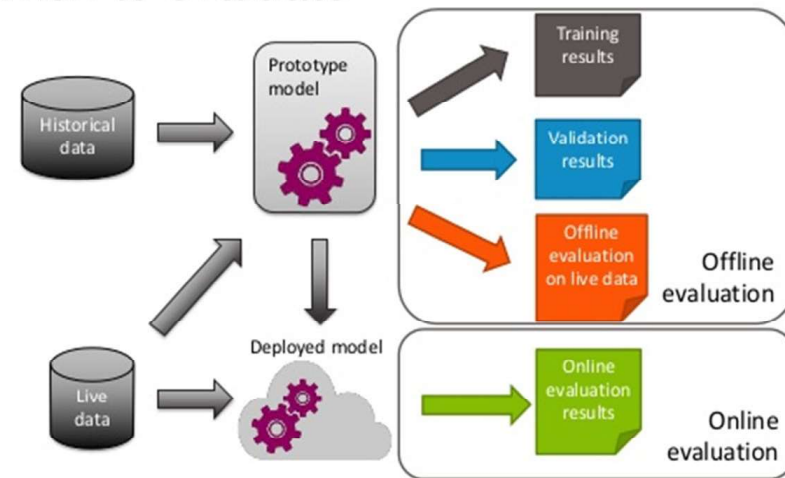 Prototype
model
Historical
data
Training
results
Validation
results
Offline
evaluation
on live data
Offline
evaluation
Live
data
Deployed model
Online
evaluation
results
Online
evaluation